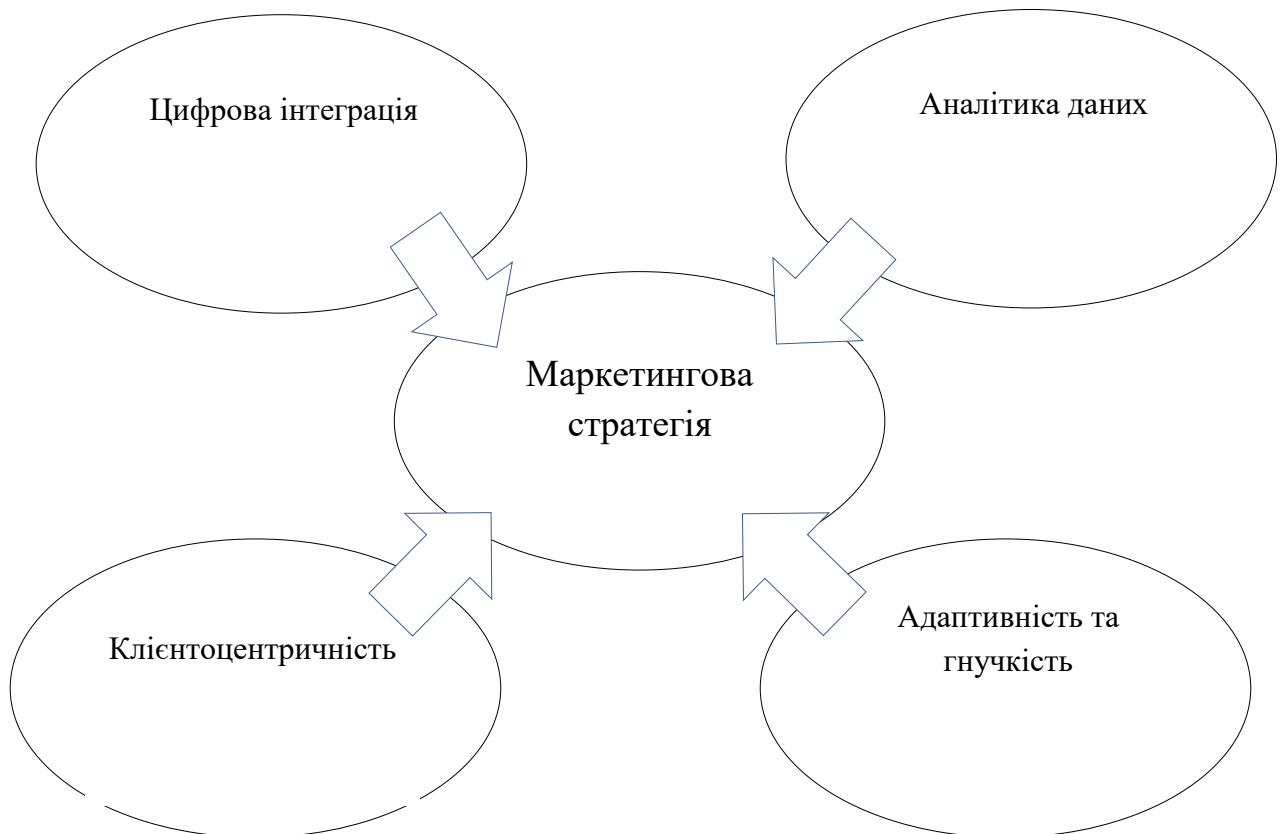 Цифрова інтеграція
Аналітика даних
Маркетингова
стратегія
Клієнтоцентричність
Адаптивність та
гнучкість